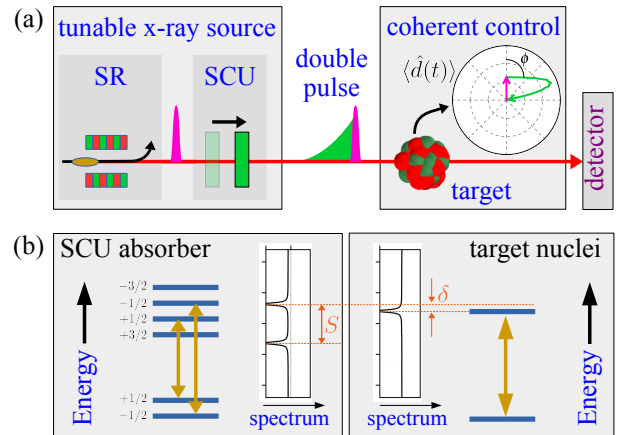 (a)
tunable x-ray source
SR
SCU
double
pulse
coherent control
⟨d̂(t)⟩
ϕ
target
detector
(b)
SCU absorber
−3/2
−1/2
+1/2
+3/2
+1/2
−1/2
Energy
S
spectrum
target nuclei
δ
spectrum
Energy